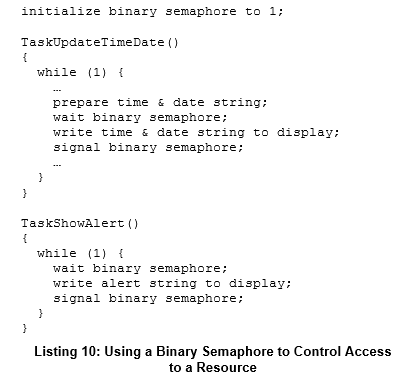 initialize binary semaphore to 1;
TaskUpdateTimeDate()
{
while (1) {
…
prepare time & date string;
wait binary semaphore;
write time & date string to display;
signal binary semaphore;
…
}
}
TaskShowAlert()
{
while (1) {
wait binary semaphore;
write alert string to display;
signal binary semaphore;
}
}
Listing 10: Using a Binary Semaphore to Control Access
to a Resource